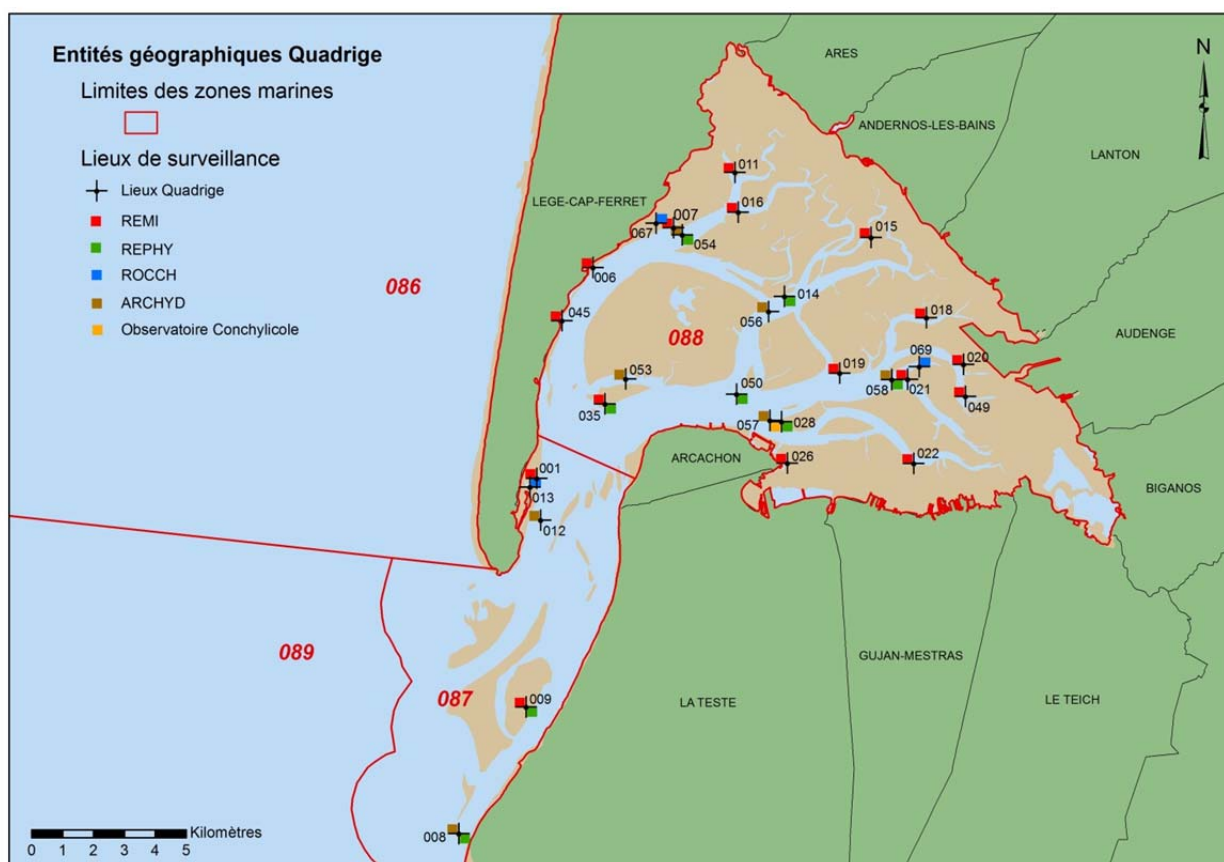 Entités géographiques Quadrige
Limites des zones marines
Lieux de surveillance
Lieux Quadrige
REMI
REPHY
ROCCH
ARCHYD
Observatoire Conchylicole
N
ARES
ANDERNOS-LES-BAINS
LANTON
LEGE-CAP-FERRET
011
016
007
067
054
015
006
014
056
045
018
086
088
069
AUDENGE
053
019
020
058
021
049
050
035
057
028
ARCACHON
026
022
001
013
012
BIGANOS
089
087
009
LA TESTE
GUJAN-MESTRAS
LE TEICH
008
Kilomètres
0 1 2 3 4 5